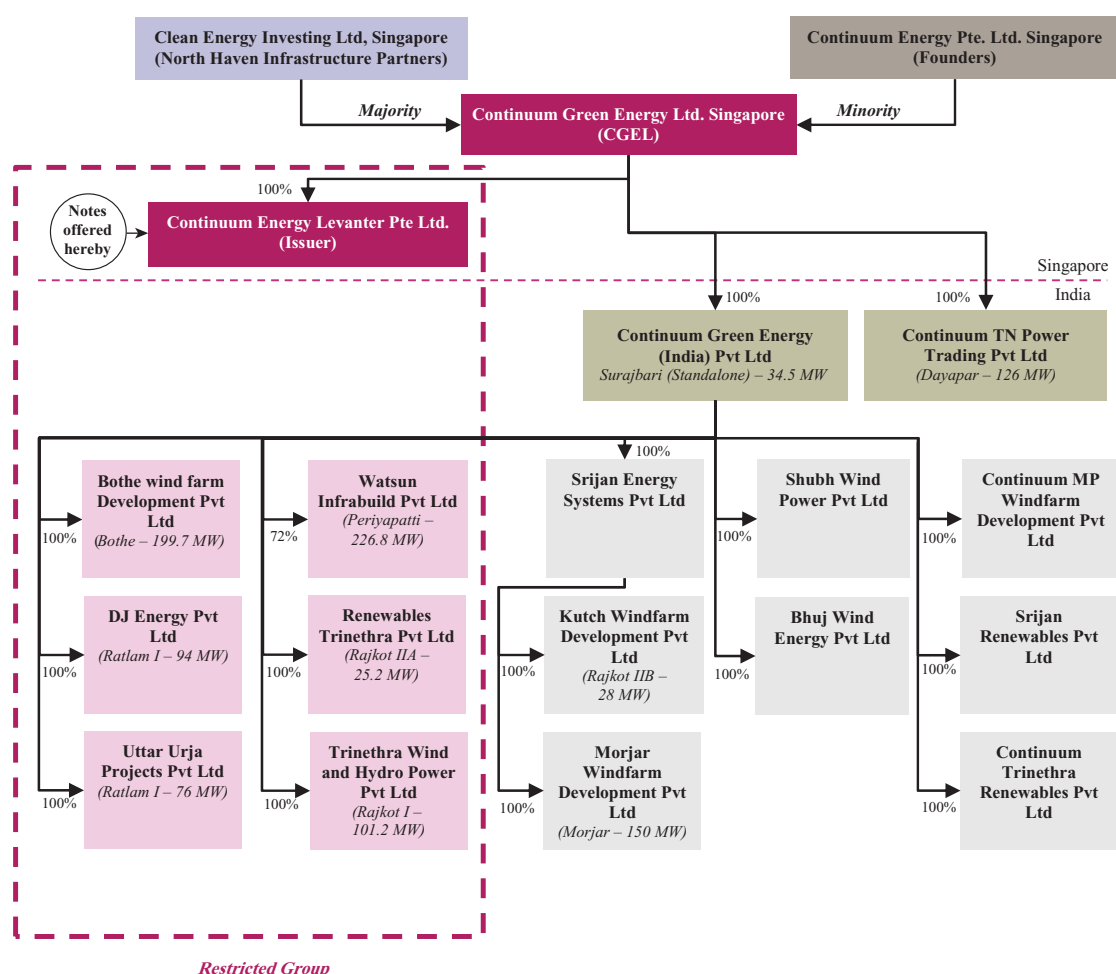 Clean Energy Investing Ltd, Singapore
(North Haven Infrastructure Partners)
Continuum Energy Pte. Ltd. Singapore
(Founders)
Majority
Continuum Green Energy Ltd. Singapore
(CGEL)
Minority
100%
Notes
offered
hereby
Continuum Energy Levanter Pte Ltd.
(Issuer)
Singapore
India
100%
100%
Continuum Green Energy
(India) Pvt Ltd
Surajbari (Standalone) – 34.5 MW
Continuum TN Power
Trading Pvt Ltd
(Dayapar – 126 MW)
Bothe wind farm
Development Pvt
Ltd
(Bothe – 199.7 MW)
100%
Watsun
Infrabuild Pvt Ltd
(Periyapatti –
226.8 MW)
72%
100%
Srijan Energy
Systems Pvt Ltd
Shubh Wind
Power Pvt Ltd
100%
Continuum MP
Windfarm
Development Pvt
Ltd
100%
DJ Energy Pvt
Ltd
(Ratlam I – 94 MW)
100%
Renewables
Trinethra Pvt Ltd
(Rajkot IIA –
25.2 MW)
100%
Kutch Windfarm
Development Pvt
Ltd
(Rajkot IIB –
28 MW)
100%
Bhuj Wind
Energy Pvt Ltd
100%
Srijan
Renewables Pvt
Ltd
100%
Uttar Urja
Projects Pvt Ltd
(Ratlam I – 76 MW)
100%
Trinethra Wind
and Hydro Power
Pvt Ltd
(Rajkot I –
101.2 MW)
100%
Morjar
Windfarm
Development Pvt
Ltd
(Morjar – 150 MW)
100%
Continuum
Trinethra
Renewables Pvt
Ltd
100%
Restricted Group